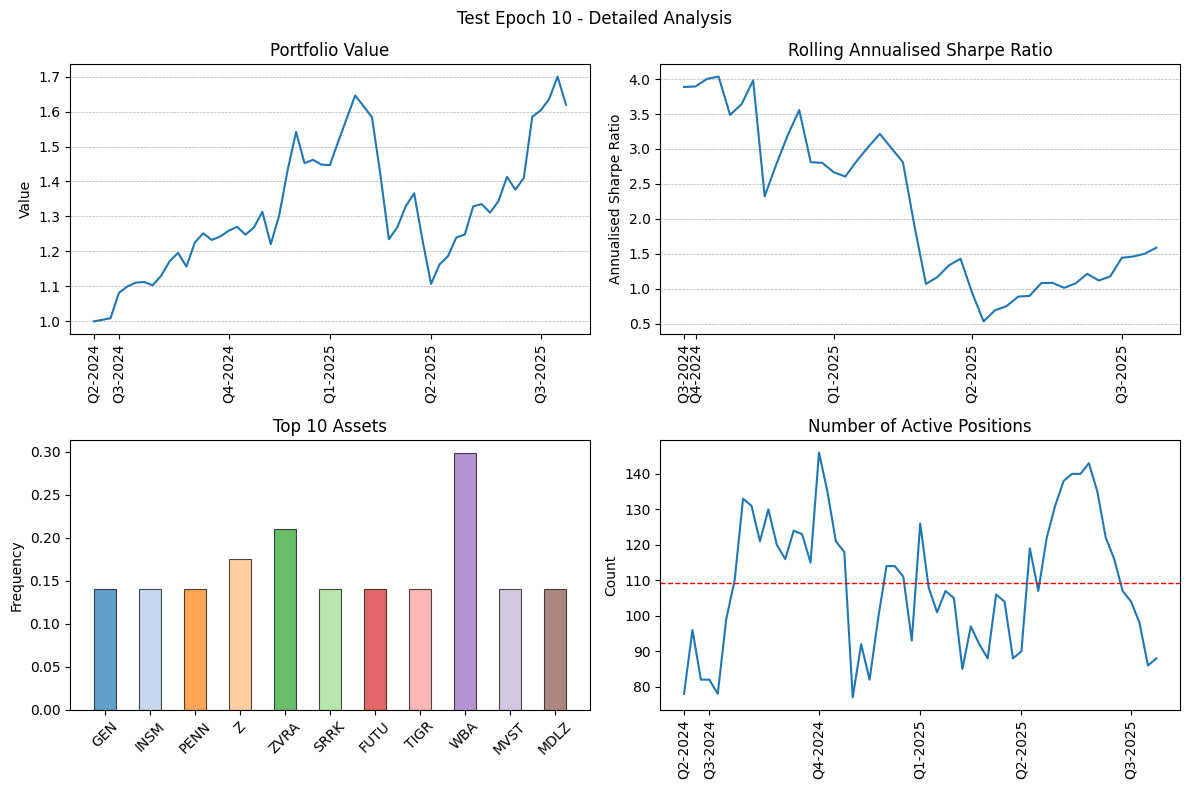 Test Epoch 10 - Detailed Analysis
Portfolio Value
Value
1.7
1.6
1.5
1.4
1.3
1.2
1.1
1.0
Q2-2024
Q3-2024
Q4-2024
Q1-2025
Q2-2025
Q3-2025
Rolling Annualised Sharpe Ratio
Annualised Sharpe Ratio
4.0
3.5
3.0
2.5
2.0
1.5
1.0
0.5
Q3-2024
Q4-2024
Q1-2025
Q2-2025
Q3-2025
Top 10 Assets
Frequency
0.30
0.25
0.20
0.15
0.10
0.05
0.00
GEN
INSM
PENN
Z
ZVRA
SRRK
FUTU
TIGR
WBA
MVST
MDLZ
Number of Active Positions
Count
140
130
120
110
100
90
80
Q2-2024
Q3-2024
Q4-2024
Q1-2025
Q2-2025
Q3-2025